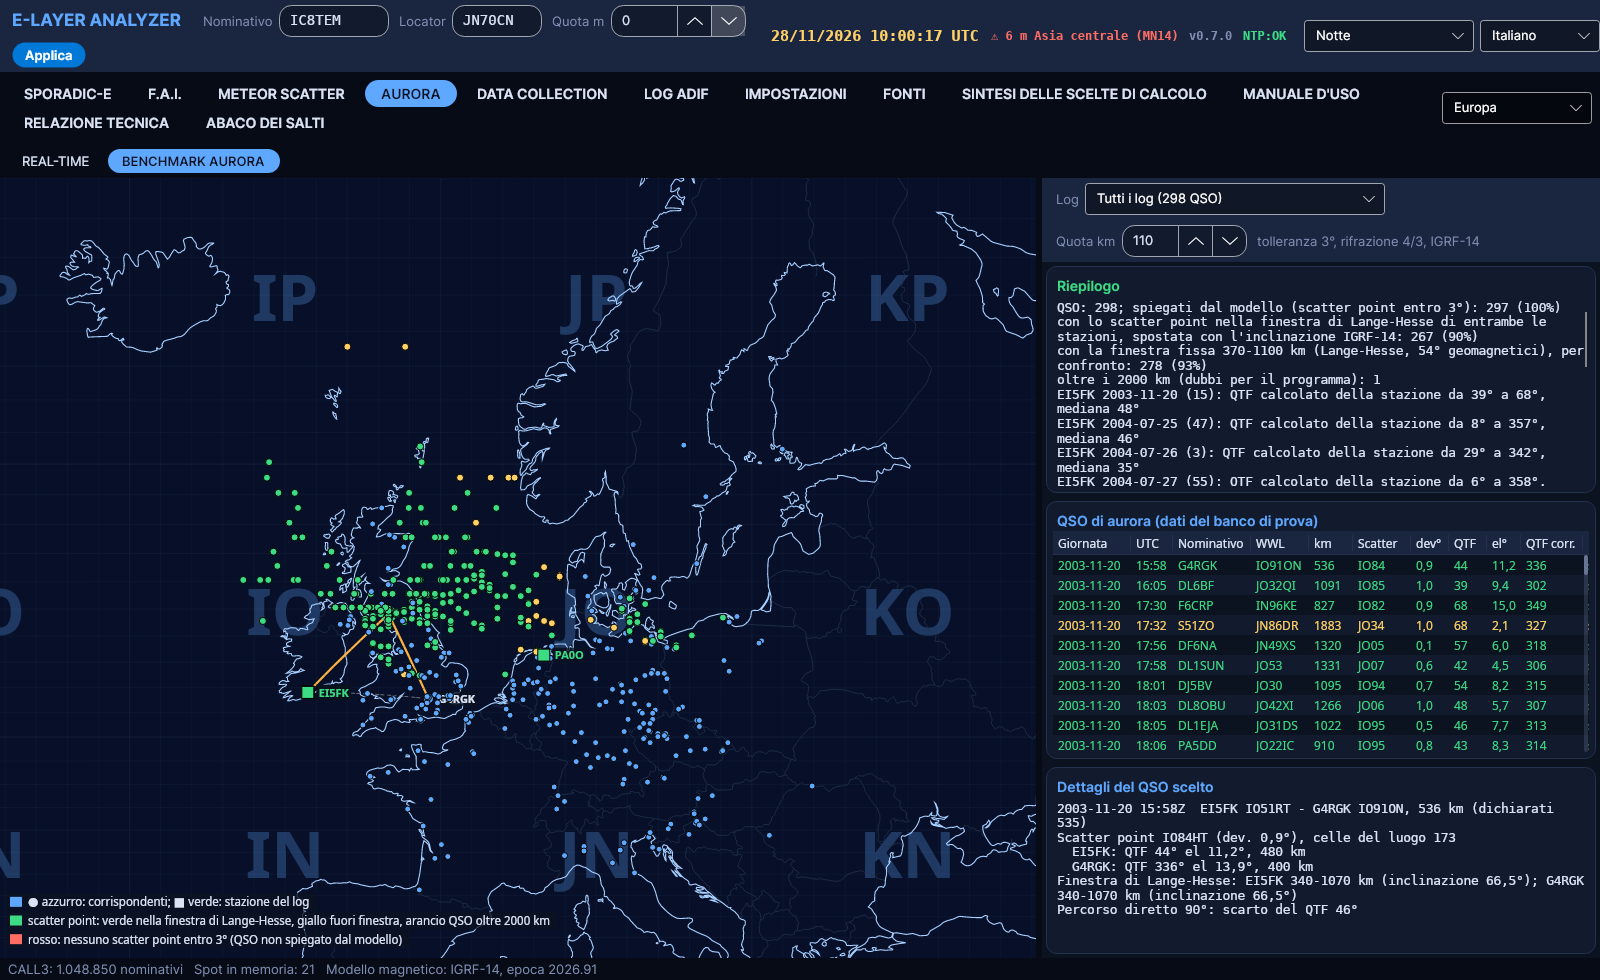 E-LAYER ANALYZER Nominativo IC8TEM Locator JN70CN Quota m 0
28/11/2026 10:00:17 UTC ⚠ 6 m Asia centrale (MN14) v0.7.0 NTP:OK Notte Italiano
Applica
SPORADIC-E F.A.I. METEOR SCATTER AURORA DATA COLLECTION LOG ADIF IMPOSTAZIONI FONTI SINTESI DELLE SCELTE DI CALCOLO MANUALE D'USO
RELAZIONE TECNICA ABACO DEI SALTI
Europa
REAL-TIME BENCHMARK AURORA
IP JP KP
IO JO KO
IN JN KN
P
O
N
EI5FK
PA0O
G4RGK
● azzurro: corrispondenti; ■ verde: stazione del log
scatter point: verde nella finestra di Lange-Hesse, giallo fuori finestra, arancio QSO oltre 2000 km
rosso: nessuno scatter point entro 3° (QSO non spiegato dal modello)
Log Tutti i log (298 QSO)
Quota km 110 tolleranza 3°, rifrazione 4/3, IGRF-14
Riepilogo
QSO: 298; spiegati dal modello (scatter point entro 3°): 297 (100%)
con lo scatter point nella finestra di Lange-Hesse di entrambe le
stazioni, spostata con l'inclinazione IGRF-14: 267 (90%)
con la finestra fissa 370-1100 km (Lange-Hesse, 54° geomagnetici), per
confronto: 278 (93%)
oltre i 2000 km (dubbi per il programma): 1
EI5FK 2003-11-20 (15): QTF calcolato della stazione da 39° a 68°,
mediana 48°
EI5FK 2004-07-25 (47): QTF calcolato della stazione da 8° a 357°,
mediana 46°
EI5FK 2004-07-26 (3): QTF calcolato della stazione da 29° a 342°,
mediana 35°
EI5FK 2004-07-27 (55): QTF calcolato della stazione da 6° a 358°.
QSO di aurora (dati del banco di prova)
Giornata UTC Nominativo WWL km Scatter dev° QTF el° QTF corr.
2003-11-20 15:58 G4RGK IO91ON 536 IO84 0,9 44 11,2 336
2003-11-20 16:05 DL6BF JO32QI 1091 IO85 1,0 39 9,4 302
2003-11-20 17:30 F6CRP IN96KE 827 IO82 0,9 68 15,0 349
2003-11-20 17:32 S51ZO JN86DR 1883 JO34 1,0 68 2,1 327
2003-11-20 17:56 DF6NA JN49XS 1320 JO05 0,1 57 6,0 318
2003-11-20 17:58 DL1SUN JO53 1331 JO07 0,6 42 4,5 306
2003-11-20 18:01 DJ5BV JO30 1095 IO94 0,7 54 8,2 315
2003-11-20 18:03 DL8OBU JO42XI 1266 JO06 1,0 48 5,7 307
2003-11-20 18:05 DL1EJA JO31DS 1022 IO95 0,5 46 7,7 313
2003-11-20 18:06 PA5DD JO22IC 910 IO95 0,8 43 8,3 314
Dettagli del QSO scelto
2003-11-20 15:58Z EI5FK IO51RT - G4RGK IO91ON, 536 km (dichiarati
535)
Scatter point IO84HT (dev. 0,9°), celle del luogo 173
EI5FK: QTF 44° el 11,2°, 480 km
G4RGK: QTF 336° el 13,9°, 400 km
Finestra di Lange-Hesse: EI5FK 340-1070 km (inclinazione 66,5°); G4RGK
340-1070 km (inclinazione 66,5°)
Percorso diretto 90°: scarto del QTF 46°
CALL3: 1.048.850 nominativi Spot in memoria: 21 Modello magnetico: IGRF-14, epoca 2026.91